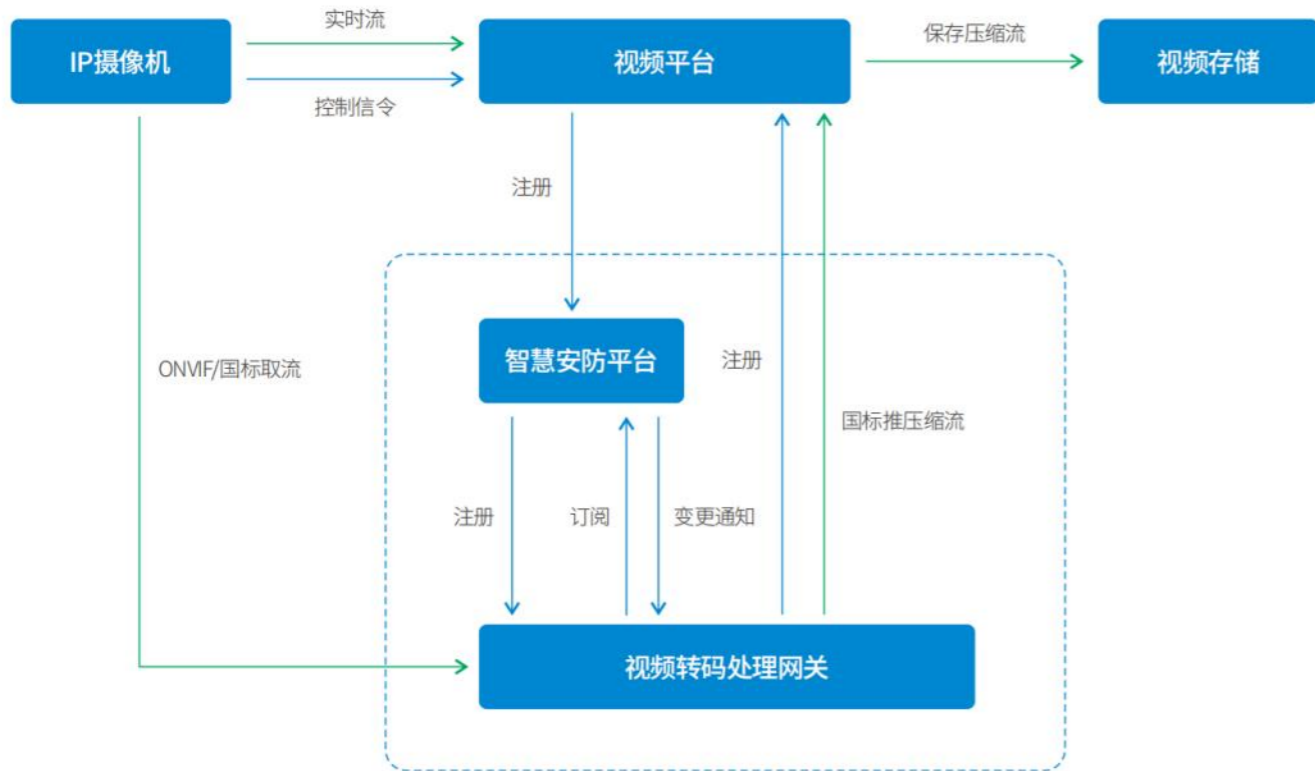 实时流
IP摄像机
视频平台
保存压缩流
视频存储
控制信令
注册
智慧安防平台
注册
ONVIF/国标取流
国标推压缩流
注册
订阅
变更通知
视频转码处理网关